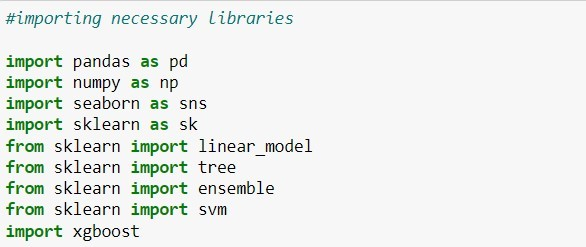 #importing necessary libraries
import pandas as pd
import numpy as np
import seaborn as sns
import sklearn as sk
from sklearn import linear_model
from sklearn import tree
from sklearn import ensemble
from sklearn import svm
import xgboost